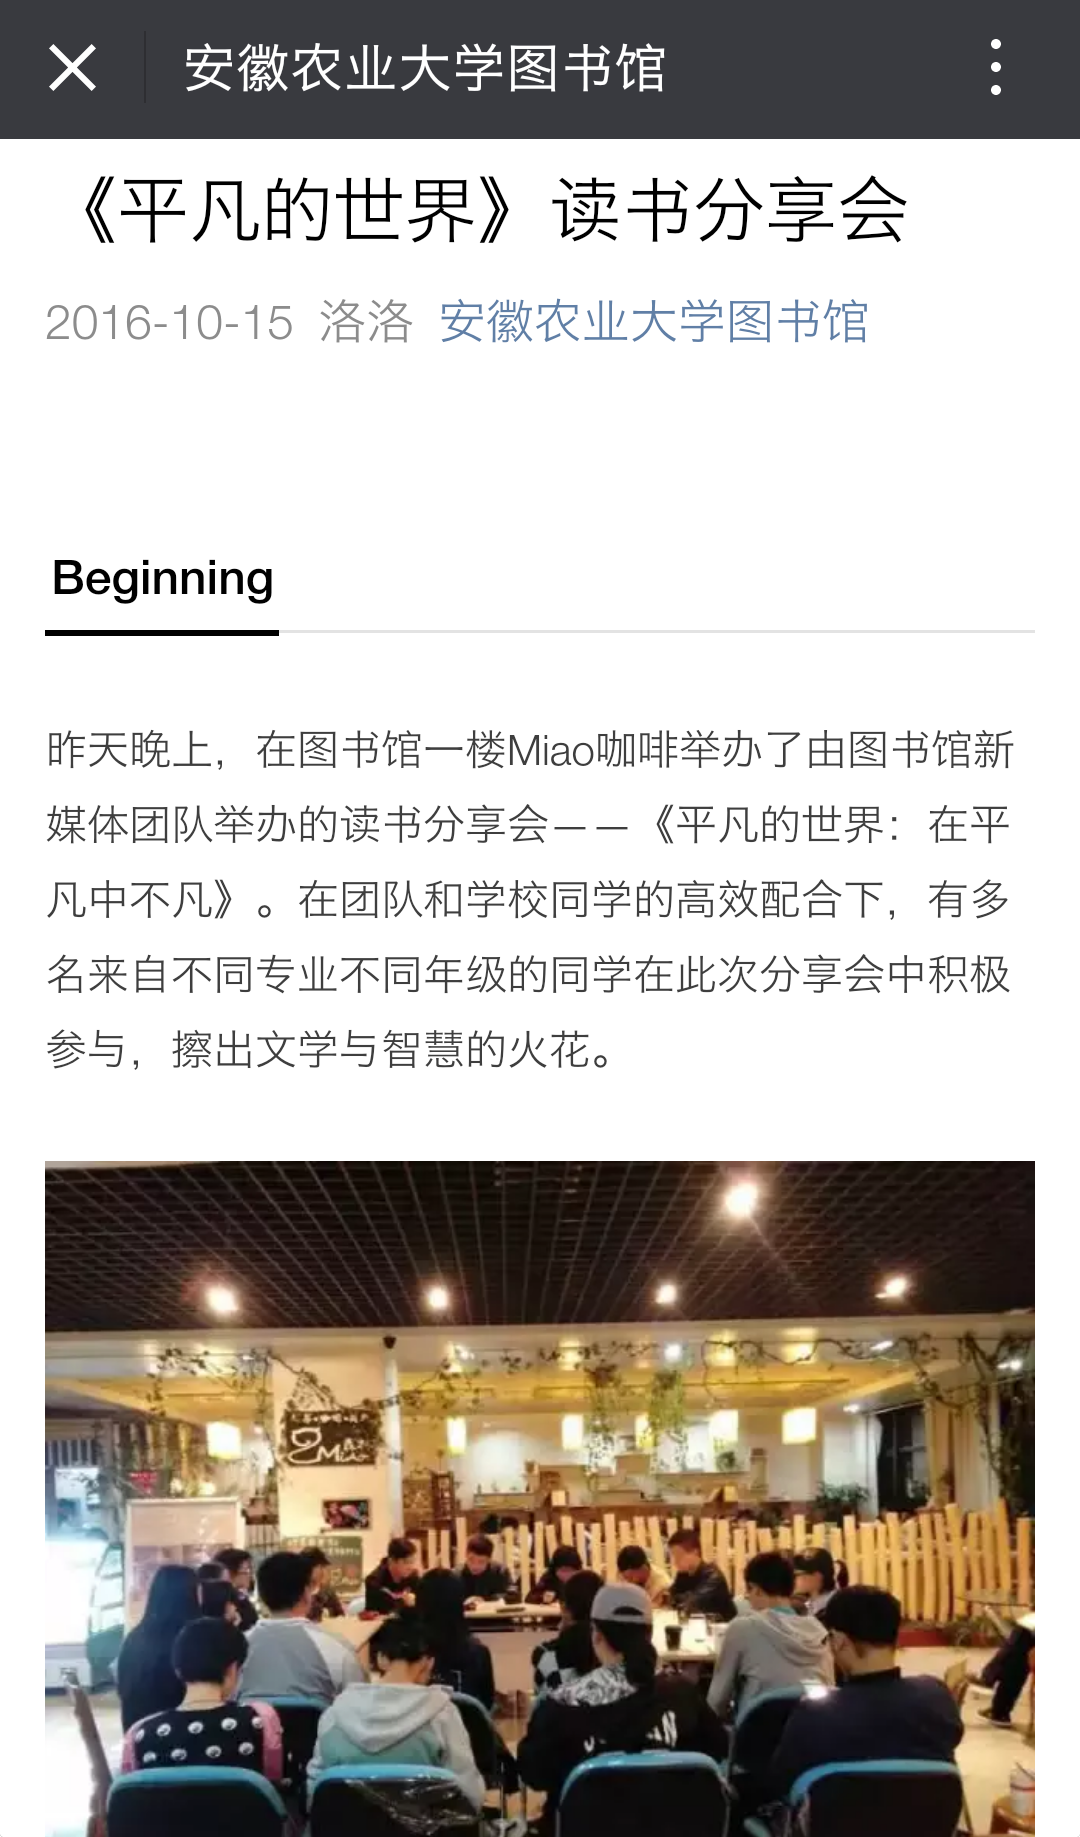 安徽农业大学图书馆
《平凡的世界》读书分享会
2016-10-15 洛洛 安徽农业大学图书馆
Beginning
昨天晚上，在图书馆一楼Miao咖啡举办了由图书馆新
媒体团队举办的读书分享会——《平凡的世界：在平
凡中不凡》。在团队和学校同学的高效配合下，有多
名来自不同专业不同年级的同学在此次分享会中积极
参与，擦出文学与智慧的火花。
Miao